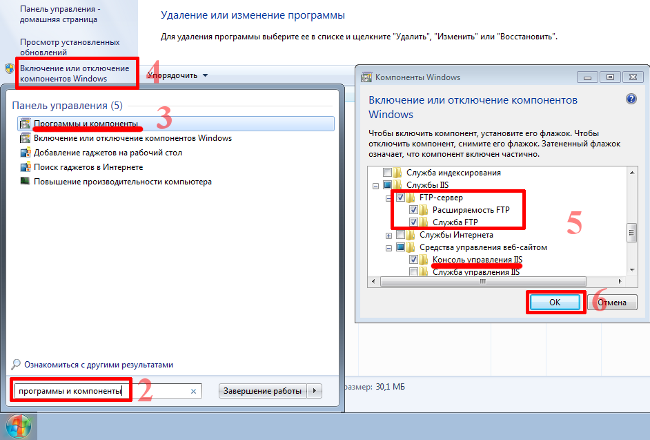 Панель управления -
домашняя страница
Просмотр установленных
обновлений
Включение или отключение
компонентов Windows
4
Удаление или изменение программы
Для удаления программы выберите ее в списке и щелкните "Удалить", "Изменить" или "Восстановить".
Упорядочить
Панель управления (5)
3
Программы и компоненты
Включение или отключение компонентов Windows
Добавление гаджетов на рабочий стол
Поиск гаджетов в Интернете
Повышение производительности компьютера
Ознакомиться с другими результатами
программы и компоненты
2
Завершение работы
Компоненты Windows
Включение или отключение компонентов
Windows
Чтобы включить компонент, установите его флажок. Чтобы
отключить компонент, снимите его флажок. Затененный флажок
означает, что компонент включен частично.
Служба индексирования
Службы IIS
FTP-сервер
Расширяемость FTP
Служба FTP
5
Службы Интернета
Средства управления веб-сайтом
Консоль управления IIS
Служба управления IIS
OK
6
Отмена
размер: 30,1 МБ